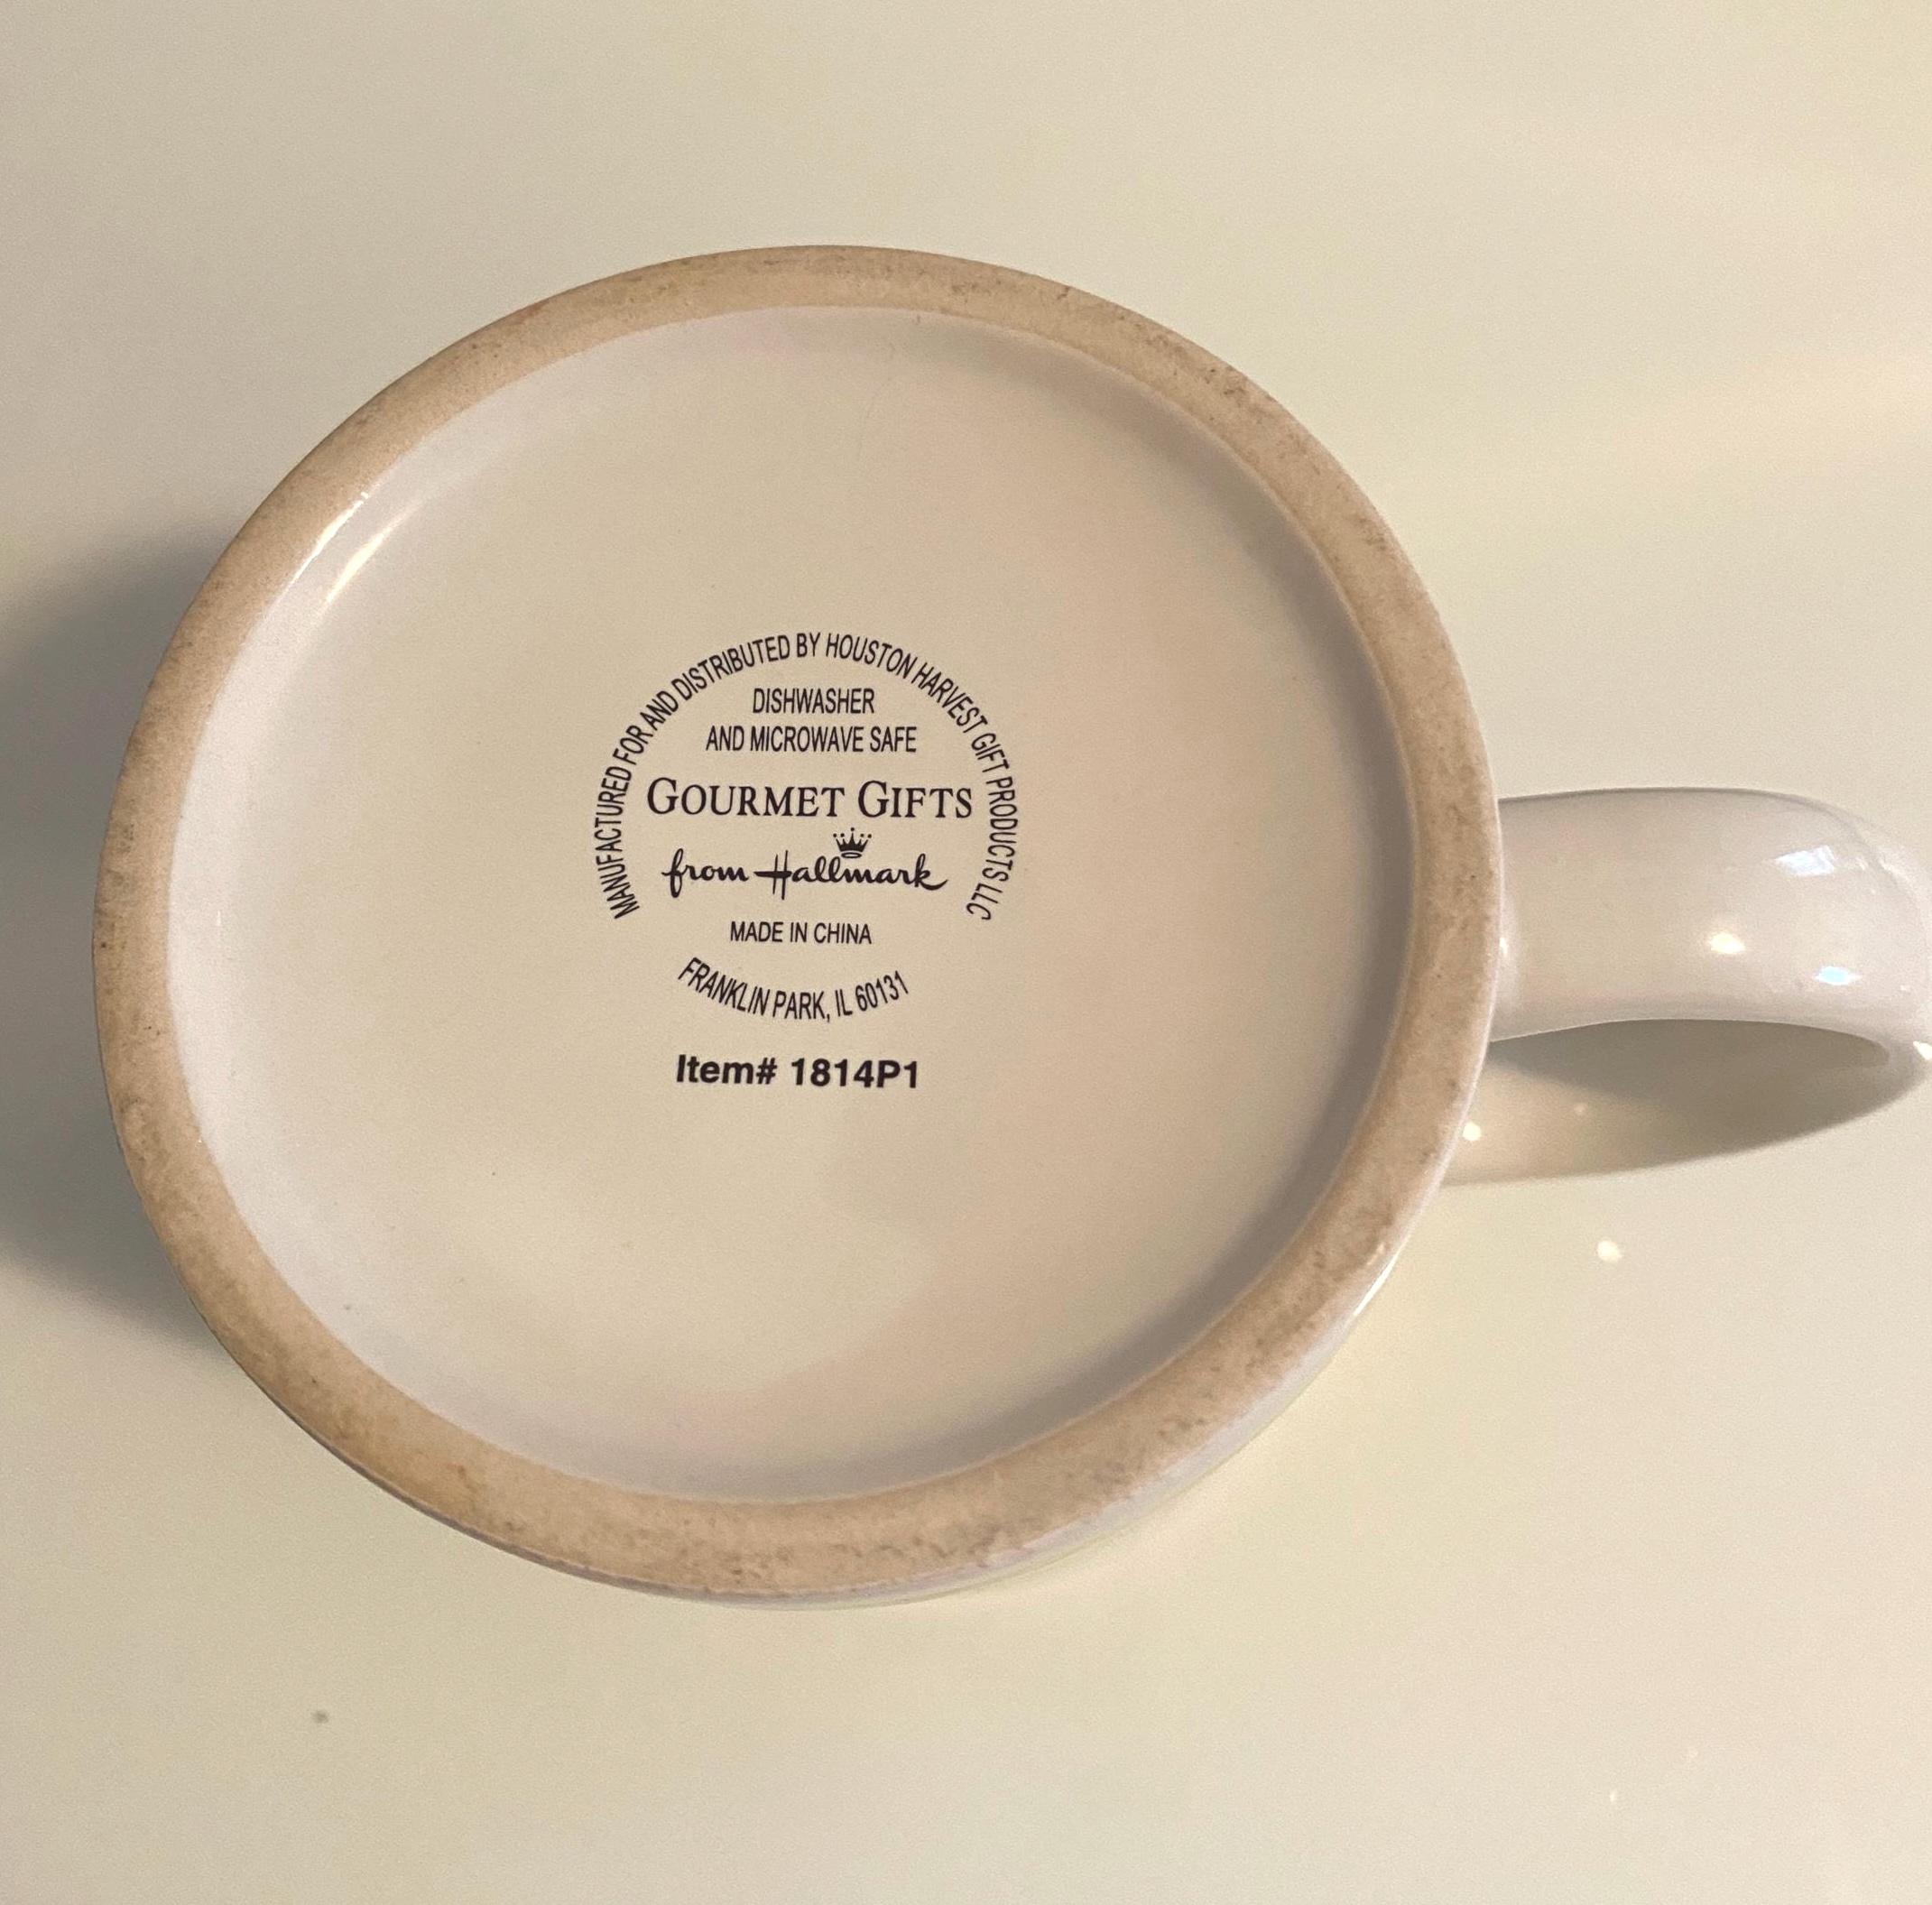 MANUFACTURED FOR AND DISTRIBUTED BY HOUSTON HARVEST GIFT PRODUCTS LLC
DISHWASHER
AND MICROWAVE SAFE
GOURMET GIFTS
from Hallmark
MADE IN CHINA
FRANKLIN PARK, IL 60131
Item# 1814P1